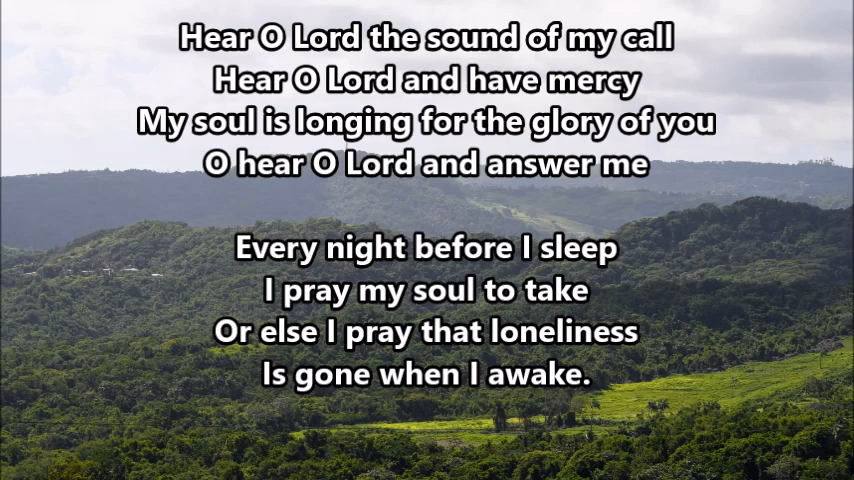 Hear O Lord the sound of my call
Hear O Lord and have mercy
My soul is longing for the glory of you
O hear O Lord and answer me
Every night before I sleep
I pray my soul to take
Or else I pray that loneliness
Is gone when I awake.